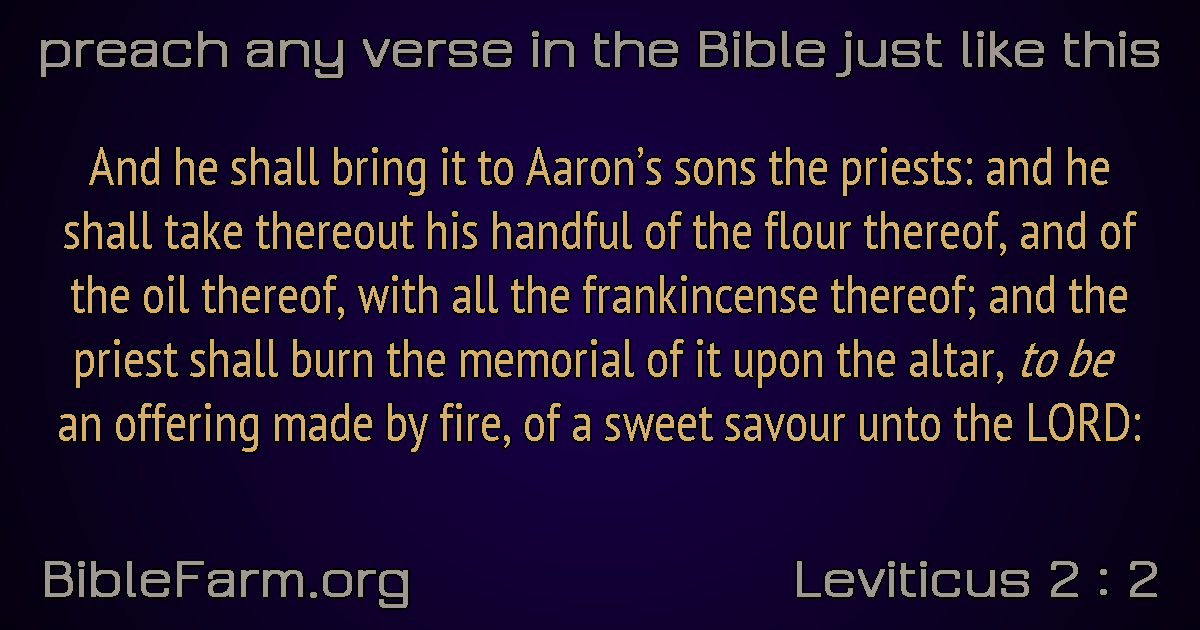 preach any verse in the Bible just like this
And he shall bring it to Aaron’s sons the priests: and he
shall take thereout his handful of the flour thereof, and of
the oil thereof, with all the frankincense thereof; and the
priest shall burn the memorial of it upon the altar, to be
an offering made by fire, of a sweet savour unto the LORD:
BibleFarm.org
Leviticus 2 : 2